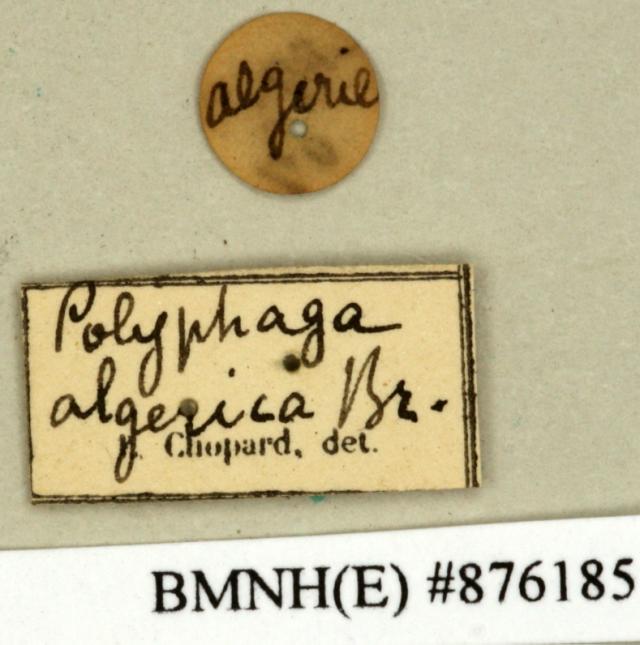 algerie
Polyphaga
algerica Br.
L. Chopard, det.
BMNH(E) #876185